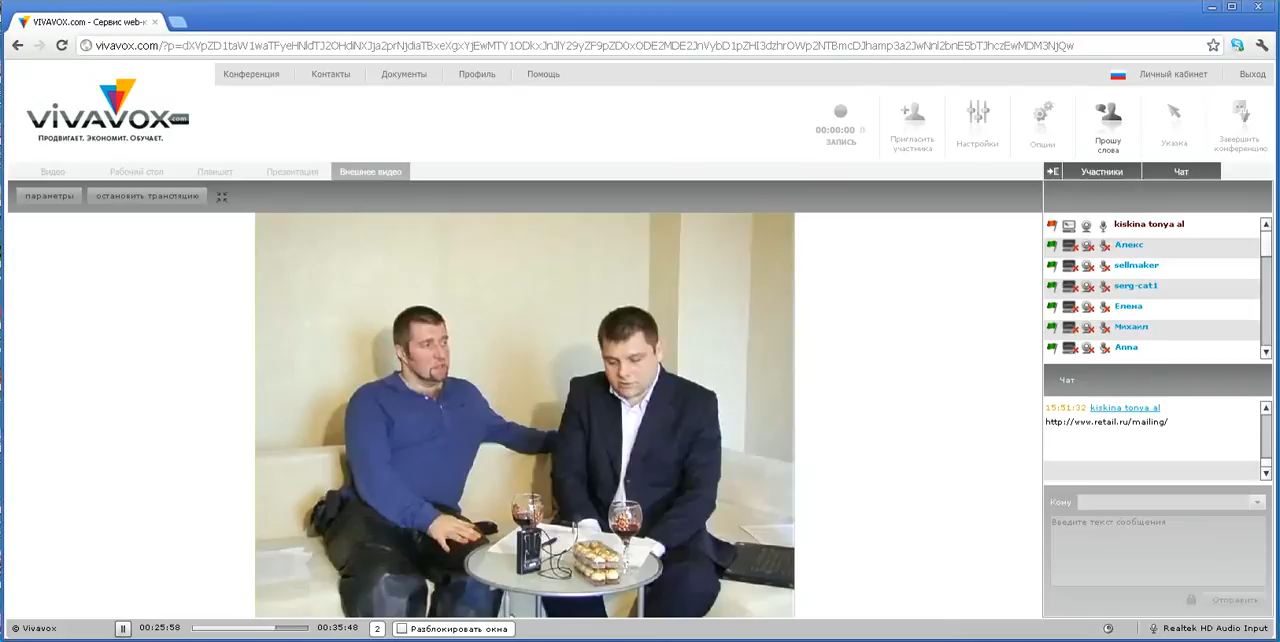 VIVAVOX.com - Сервис web-к
vivavox.com
VIVAVOX.com
Продвигает. Экономит. Обучает.
Конференция
Контакты
Документы
Профиль
Помощь
Личный кабинет
Выход
00:00:00 0
ЗАПИСЬ
Пригласить
участника
Настройки
Опции
Прошу
слова
Указка
Завершить
конференцию
Видео
Рабочий стол
Планшет
Презентация
Внешнее видео
Участники
Чат
параметры
остановить трансляцию
kiskina tonya al
Алекс
sellmaker
serg-cat1
Елена
Михаил
Anna
Чат
15:51:32 kiskina tonya al
http://www.retail.ru/mailing/
Кому
Введите текст сообщения
Отправить
© Vivavox
00:25:58
00:35:48
2
Разблокировать окна
Realtek HD Audio Input